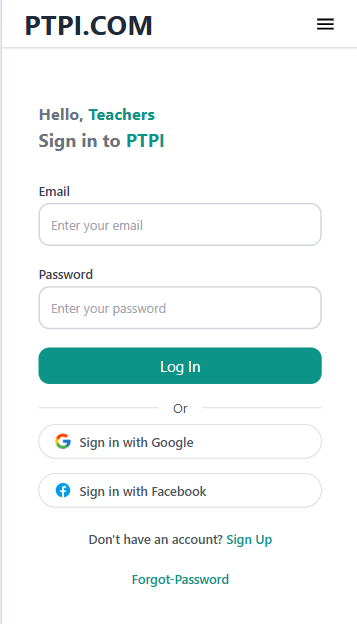 PTPI.COM
Hello, Teachers
Sign in to PTPI
Email
Enter your email
Password
Enter your password
Log In
Or
Sign in with Google
Sign in with Facebook
Don't have an account? Sign Up
Forgot-Password